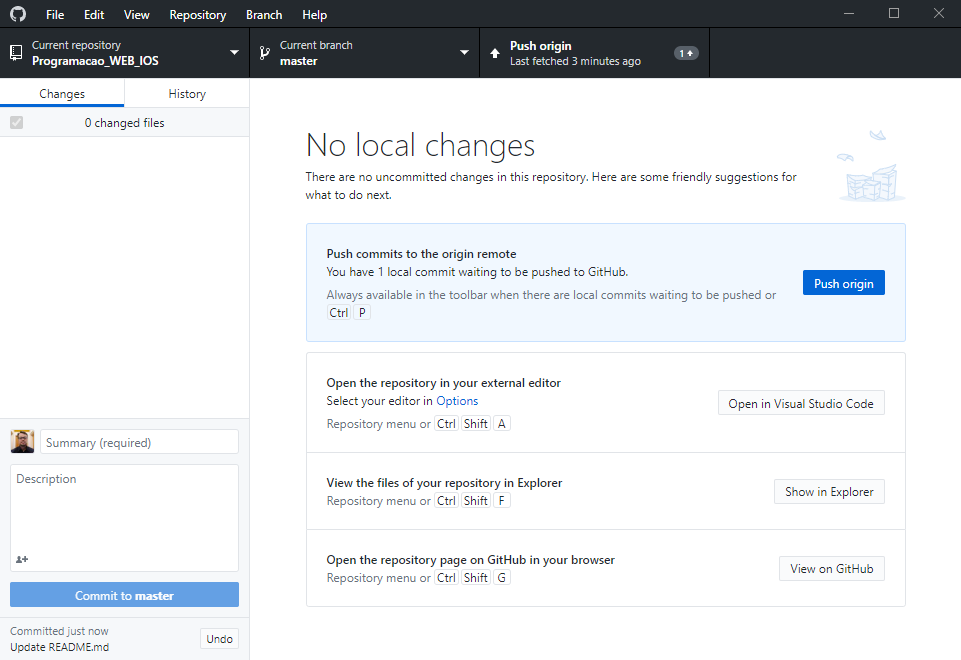 File Edit View Repository Branch Help
Current repository
Programacao_WEB_IOS
Current branch
master
Push origin
Last fetched 3 minutes ago
1
Changes History
0 changed files
No local changes
There are no uncommitted changes in this repository. Here are some friendly suggestions for
what to do next.
Push commits to the origin remote
You have 1 local commit waiting to be pushed to GitHub.
Always available in the toolbar when there are local commits waiting to be pushed or
Ctrl P
Push origin
Open the repository in your external editor
Select your editor in Options
Repository menu or Ctrl Shift A
Open in Visual Studio Code
View the files of your repository in Explorer
Repository menu or Ctrl Shift F
Show in Explorer
Open the repository page on GitHub in your browser
Repository menu or Ctrl Shift G
View on GitHub
Summary (required)
Description
Commit to master
Committed just now
Update README.md
Undo